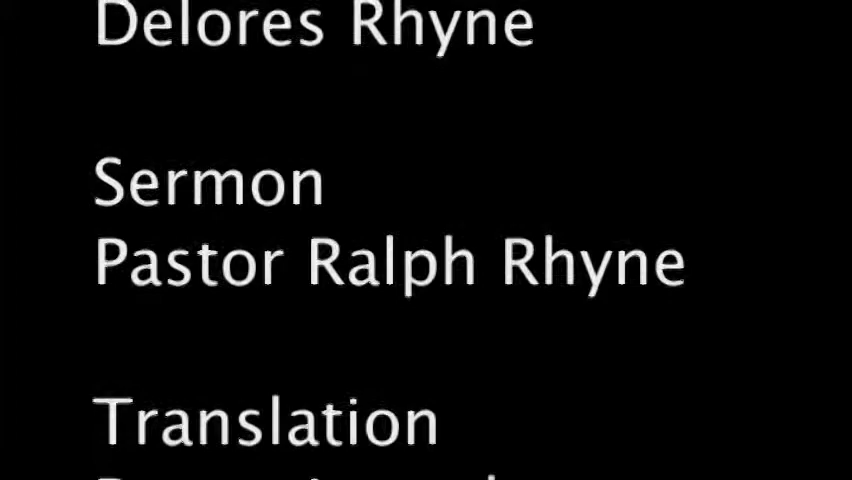 Delores Rhyne
Sermon
Pastor Ralph Rhyne
Translation